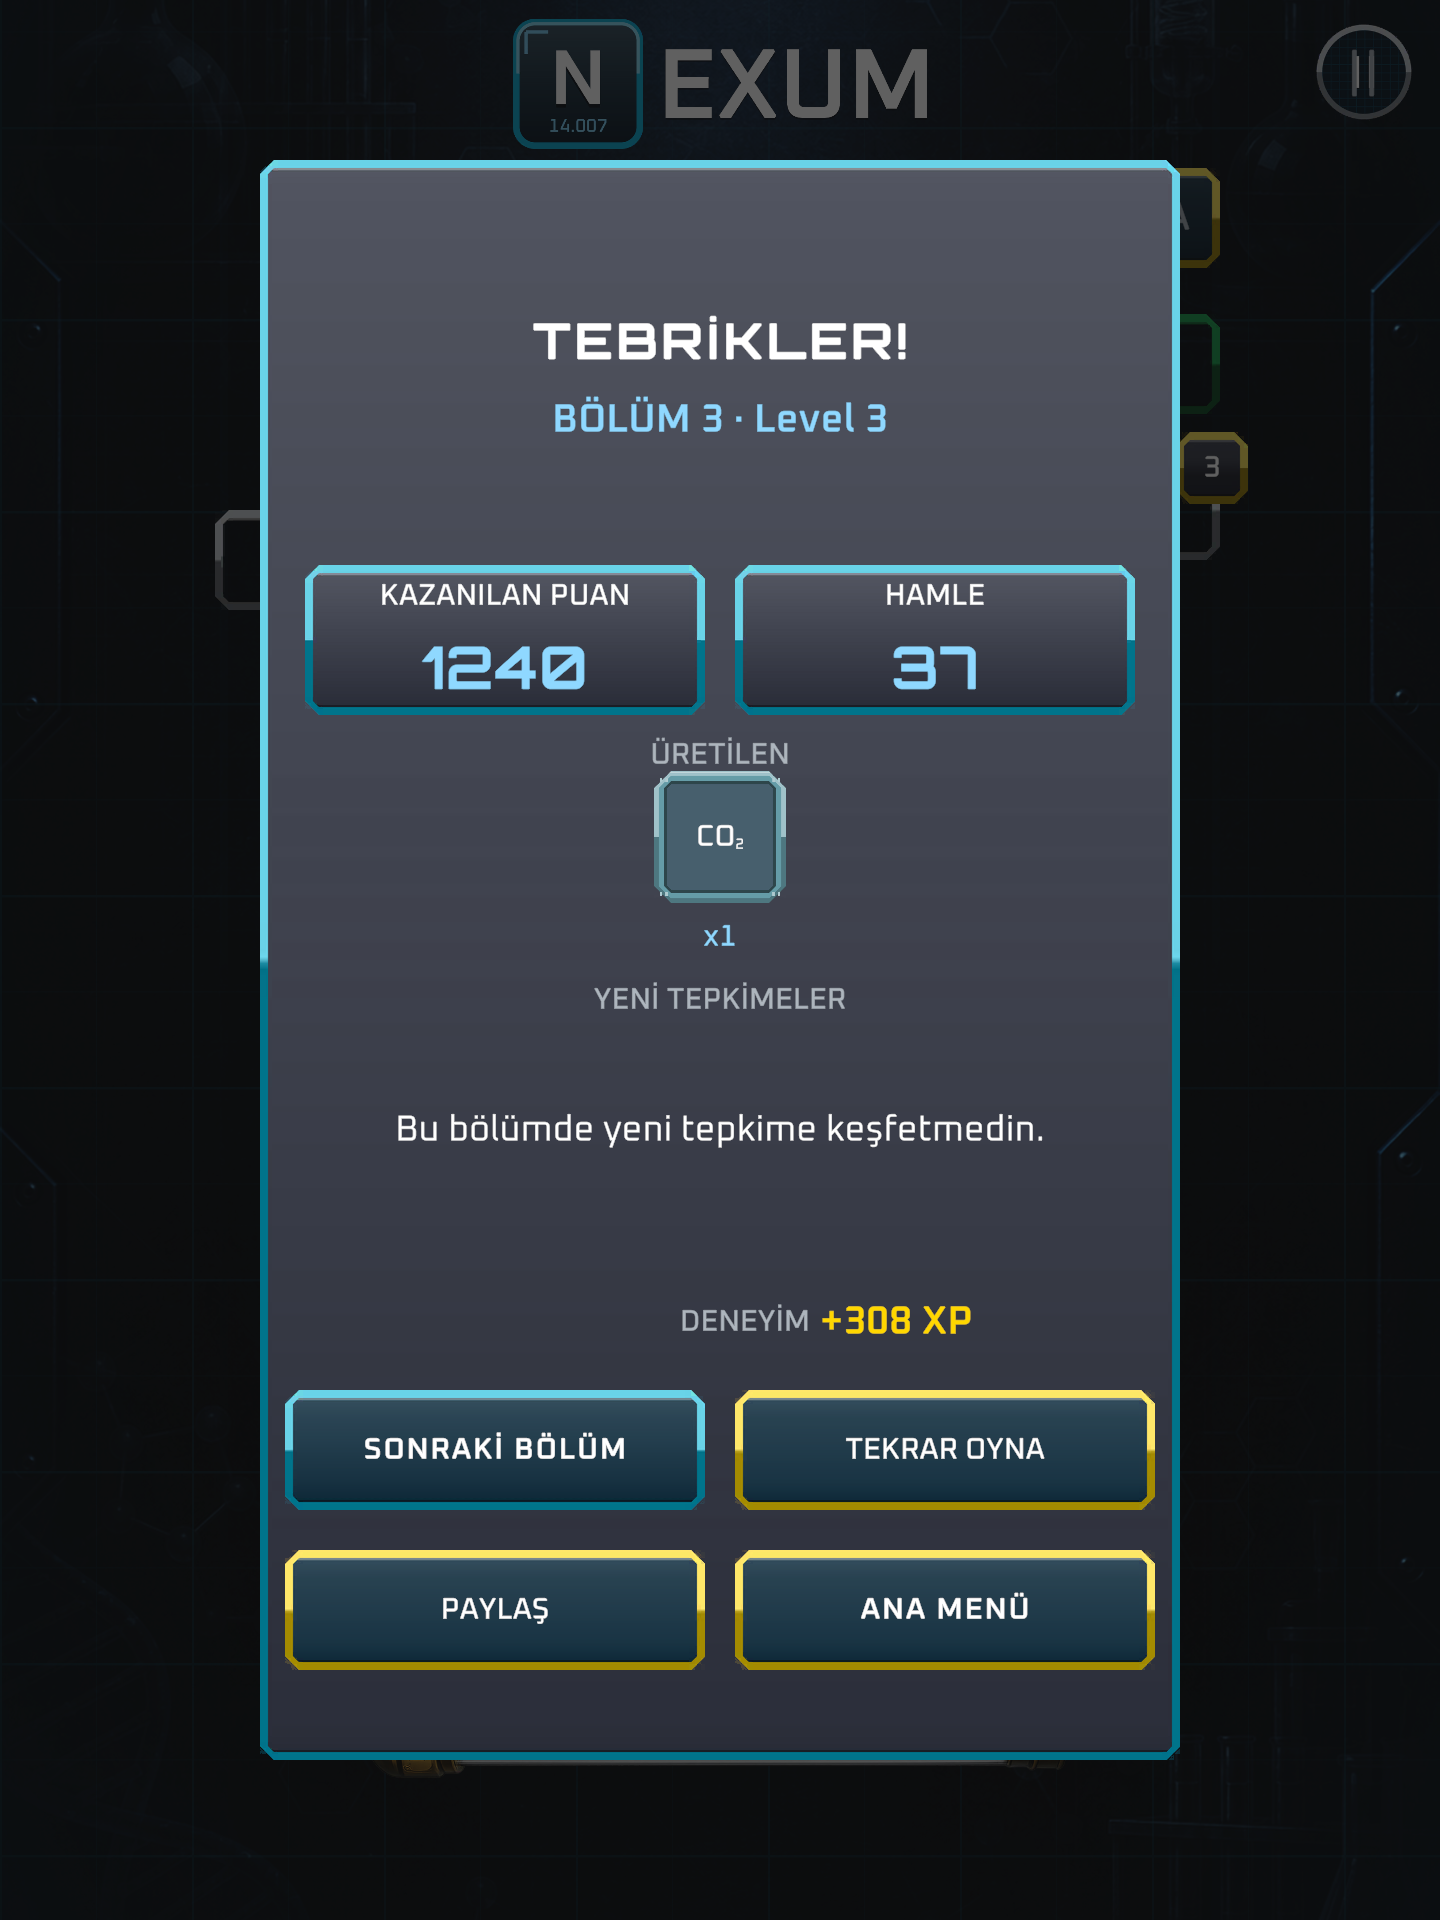 NEXUM
14.007
A
3
TEBRİKLER!
BÖLÜM 3 · Level 3
KAZANILAN PUAN
1240
HAMLE
37
ÜRETİLEN
CO₂
x1
YENİ TEPKİMELER
Bu bölümde yeni tepkime keşfetmedin.
DENEYİM +308 XP
SONRAKİ BÖLÜM
TEKRAR OYNA
PAYLAŞ
ANA MENÜ